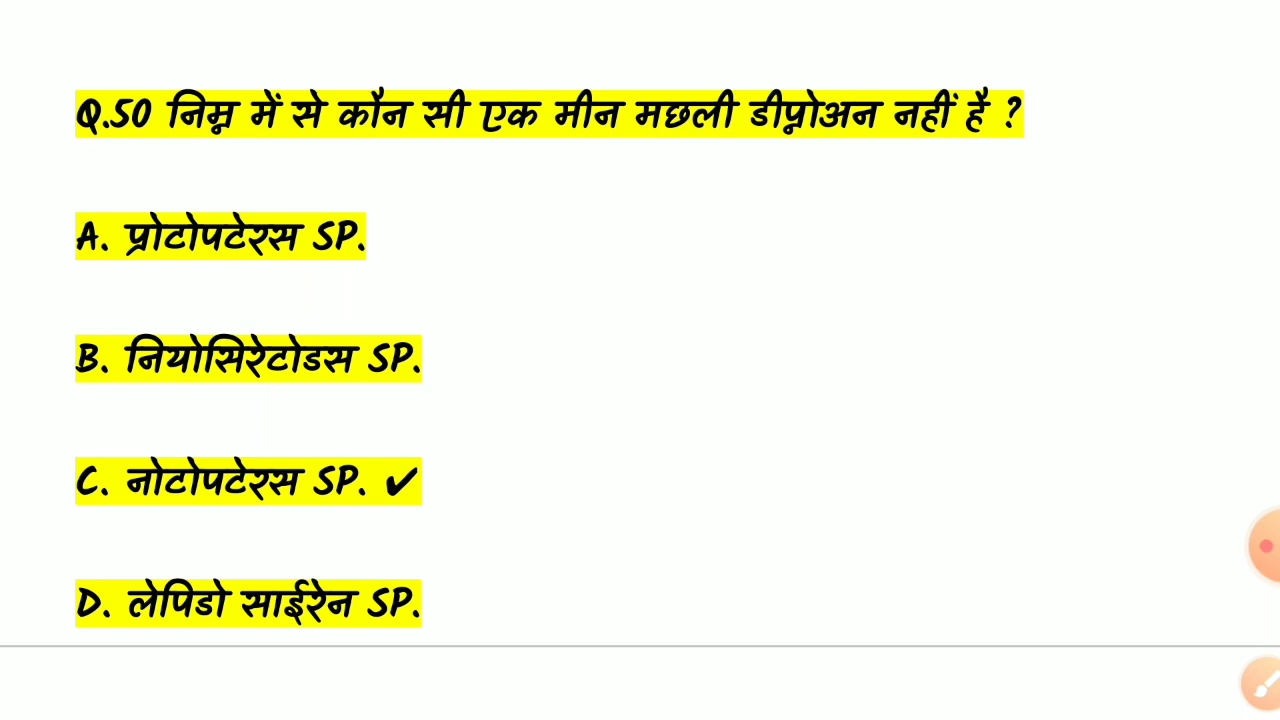 Q.50 निम्न में से कौन सी एक मीन मछली डीप्नोअन नहीं है ?
A. प्रोटोपटेरस SP.
B. नियोसिरेटोडस SP.
C. नोटोपटेरस SP. ✔
D. लेपिडो साईरेन SP.